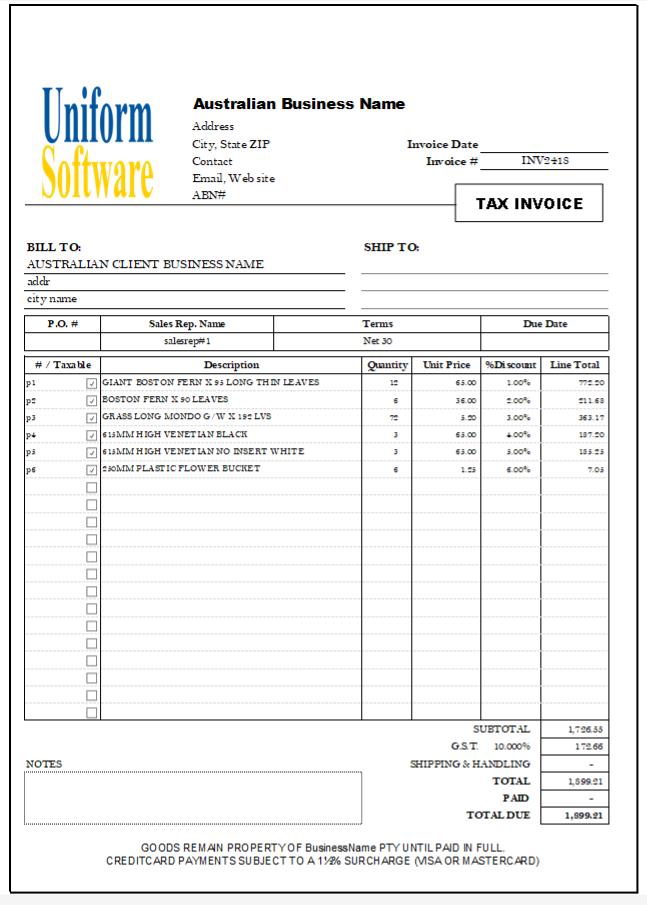 Uniform
Software
Australian Business Name
Address
City, State ZIP
Contact
Email, Web site
ABN#
Invoice Date
Invoice # INV2418
TAX INVOICE
BILL TO:
AUSTRALIAN CLIENT BUSINESS NAME
addr
city name
SHIP TO:
P.O. # Sales Rep. Name Terms Due Date
salesrep#1 Net 30
# / Taxable Description Quantity Unit Price %Discount Line Total
p1 GIANT BOSTON FERN X 95 LONG THIN LEAVES 12 65.00 1.00% 772.20
p2 BOSTON FERN X 90 LEAVES 6 36.00 2.00% 211.68
p3 GRASS LONG MONDO G/W X 192 LVS 72 5.20 3.00% 363.17
p4 615MM HIGH VENETIAN BLACK 3 65.00 4.00% 187.20
p5 615MM HIGH VENETIAN NO INSERT WHITE 3 65.00 5.00% 185.25
p6 250MM PLASTIC FLOWER BUCKET 6 1.25 6.00% 7.05
SUBTOTAL 1,726.55
G.S.T. 10.000% 172.66
SHIPPING & HANDLING -
TOTAL 1,899.21
PAID -
TOTAL DUE 1,899.21
NOTES
GOODS REMAIN PROPERTY OF BusinessName PTY UNTIL PAID IN FULL.
CREDITCARD PAYMENTS SUBJECT TO A 1½% SURCHARGE (VISA OR MASTERCARD)